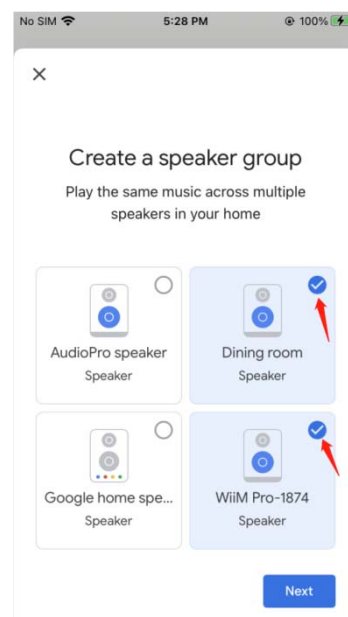 No SIM 5:28 PM 100%
Create a speaker group
Play the same music across multiple
speakers in your home
AudioPro speaker
Speaker
Dining room
Speaker
Google home spe...
Speaker
WiiM Pro-1874
Speaker
Next